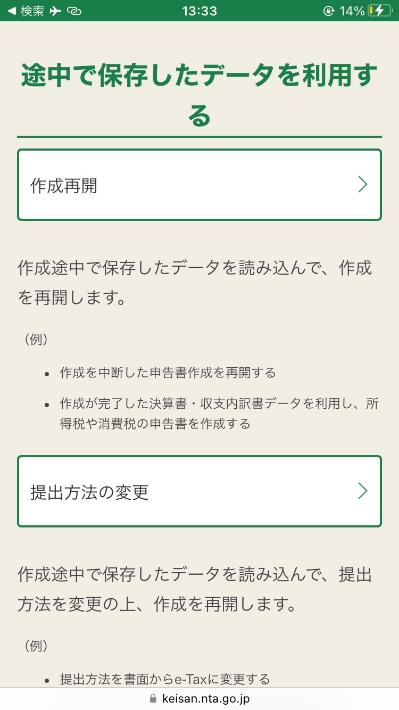 検索
13:33
14%
途中で保存したデータを利用す
る
作成再開
作成途中で保存したデータを読み込んで、作成
を再開します。
（例）
• 作成を中断した申告書作成を再開する
• 作成が完了した決算書・収支内訳書データを利用し、所
得税や消費税の申告書を作成する
提出方法の変更
作成途中で保存したデータを読み込んで、提出
方法を変更の上、作成を再開します。
（例）
• 提出方法を書面からe-Taxに変更する
keisan.nta.go.jp